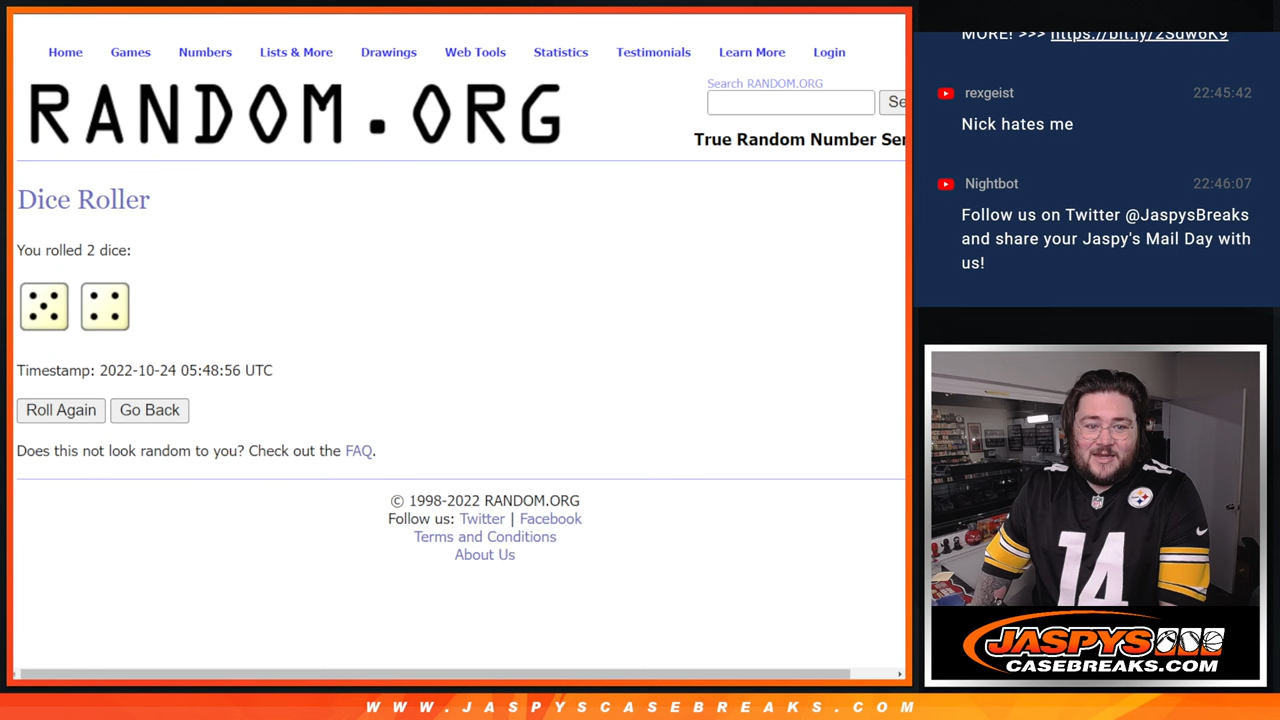 Home Games Numbers Lists & More Drawings Web Tools Statistics Testimonials Learn More Login
RANDOM.ORG
Search RANDOM.ORG
Se
True Random Number Ser
Dice Roller
You rolled 2 dice:
Timestamp: 2022-10-24 05:48:56 UTC
Roll Again Go Back
Does this not look random to you? Check out the FAQ.
© 1998-2022 RANDOM.ORG
Follow us: Twitter | Facebook
Terms and Conditions
About Us
MORE! >>> https://bit.ly/2Sdw6K9
rexgeist 22:45:42
Nick hates me
Nightbot 22:46:07
Follow us on Twitter @JaspysBreaks
and share your Jaspy's Mail Day with
us!
14
JASPYS
CASEBREAKS.COM
WWW.JASPYSCASEBREAKS.COM